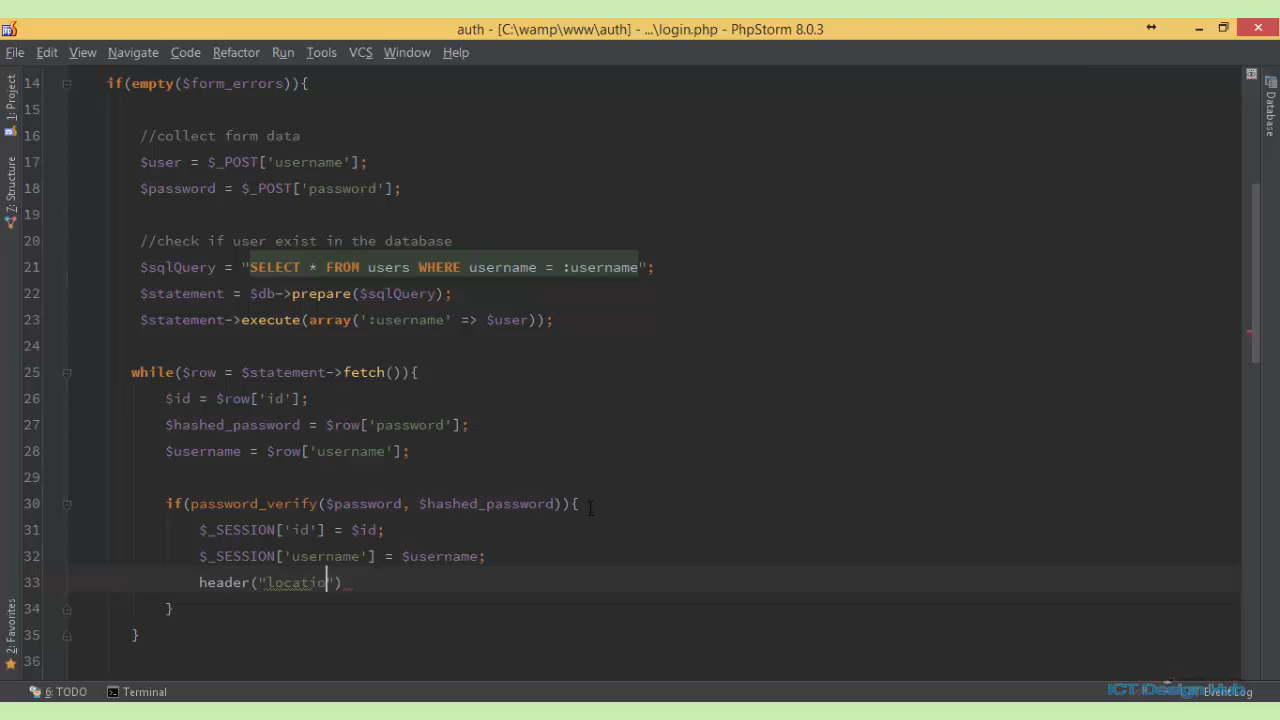 auth - [C:\wamp\www\auth] - ...\login.php - PhpStorm 8.0.3
File Edit View Navigate Code Refactor Run Tools VCS Window Help
1: Project
7: Structure
2: Favorites
Database
14 if(empty($form_errors)){
15
16 //collect form data
17 $user = $_POST['username'];
18 $password = $_POST['password'];
19
20 //check if user exist in the database
21 $sqlQuery = "SELECT * FROM users WHERE username = :username";
22 $statement = $db->prepare($sqlQuery);
23 $statement->execute(array(':username' => $user));
24
25 while($row = $statement->fetch()){
26 $id = $row['id'];
27 $hashed_password = $row['password'];
28 $username = $row['username'];
29
30 if(password_verify($password, $hashed_password)){
31 $_SESSION['id'] = $id;
32 $_SESSION['username'] = $username;
33 header("locatio")
34 }
35 }
36
6: TODO Terminal
ICT Design Hub
Event Log